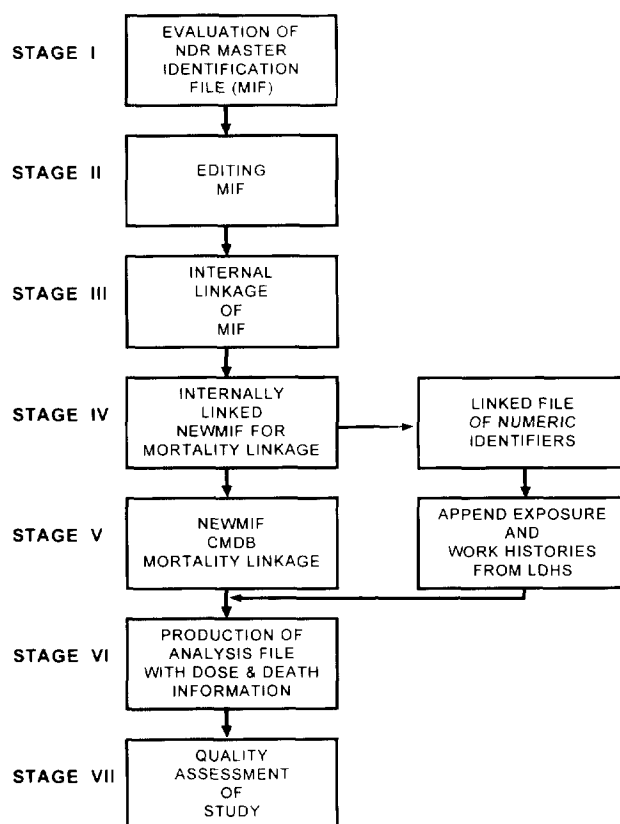 STAGE I
EVALUATION OF
NDR MASTER
IDENTIFICATION
FILE (MIF)
STAGE II
EDITING
MIF
STAGE III
INTERNAL
LINKAGE
OF
MIF
STAGE IV
INTERNALLY
LINKED
NEWMIF FOR
MORTALITY LINKAGE
LINKED FILE
OF NUMERIC
IDENTIFIERS
STAGE V
NEWMIF
CMDB
MORTALITY LINKAGE
APPEND EXPOSURE
AND
WORK HISTORIES
FROM LDHS
STAGE VI
PRODUCTION OF
ANALYSIS FILE
WITH DOSE & DEATH
INFORMATION
STAGE VII
QUALITY
ASSESSMENT
OF
STUDY